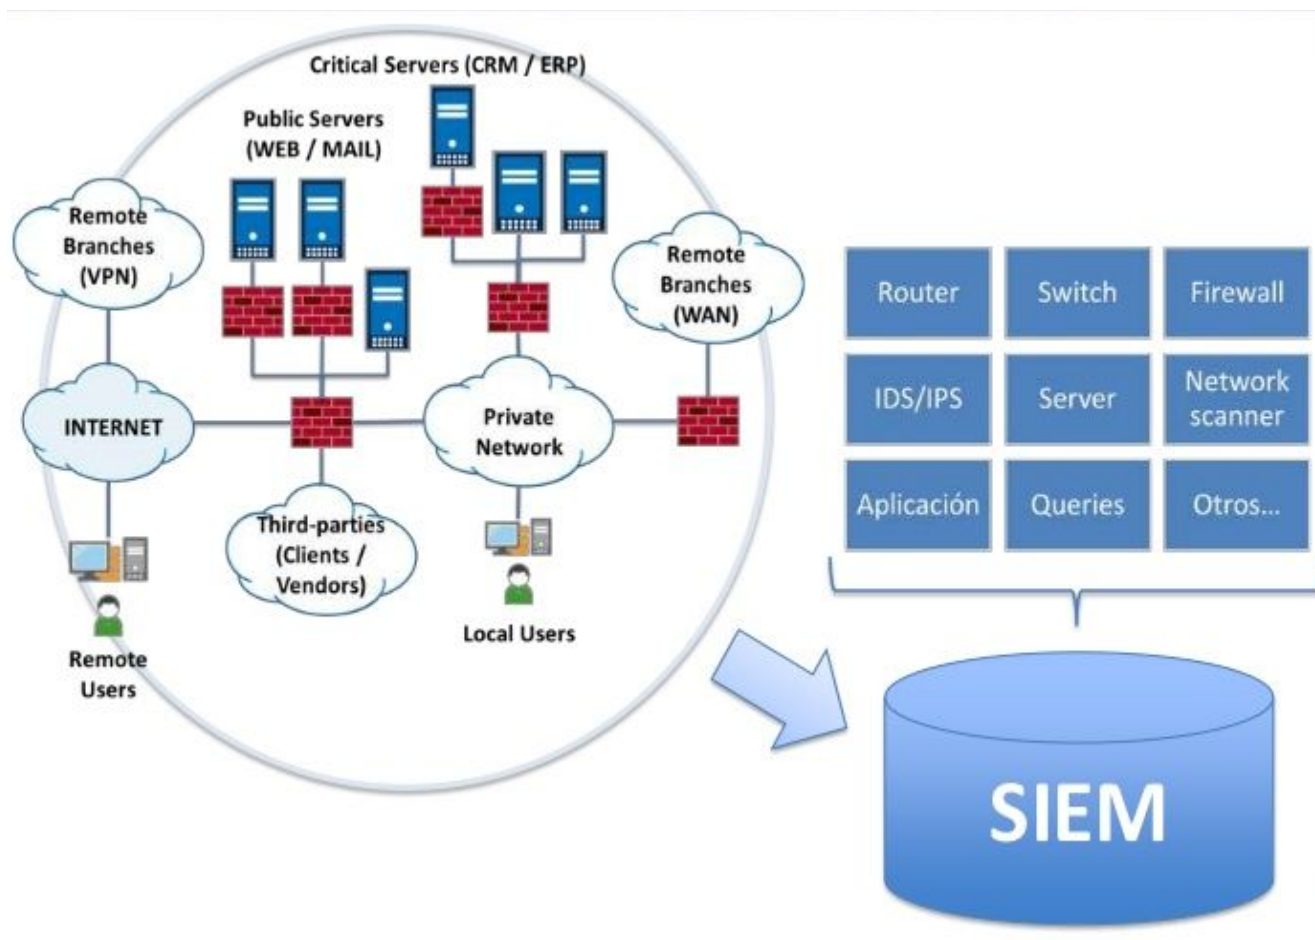 Critical Servers (CRM / ERP)
Public Servers
(WEB / MAIL)
Remote
Branches
(VPN)
Remote
Branches
(WAN)
INTERNET
Private
Network
Third-parties
(Clients /
Vendors)
Local Users
Remote
Users
Router
Switch
Firewall
IDS/IPS
Server
Network
scanner
Aplicación
Queries
Otros...
SIEM